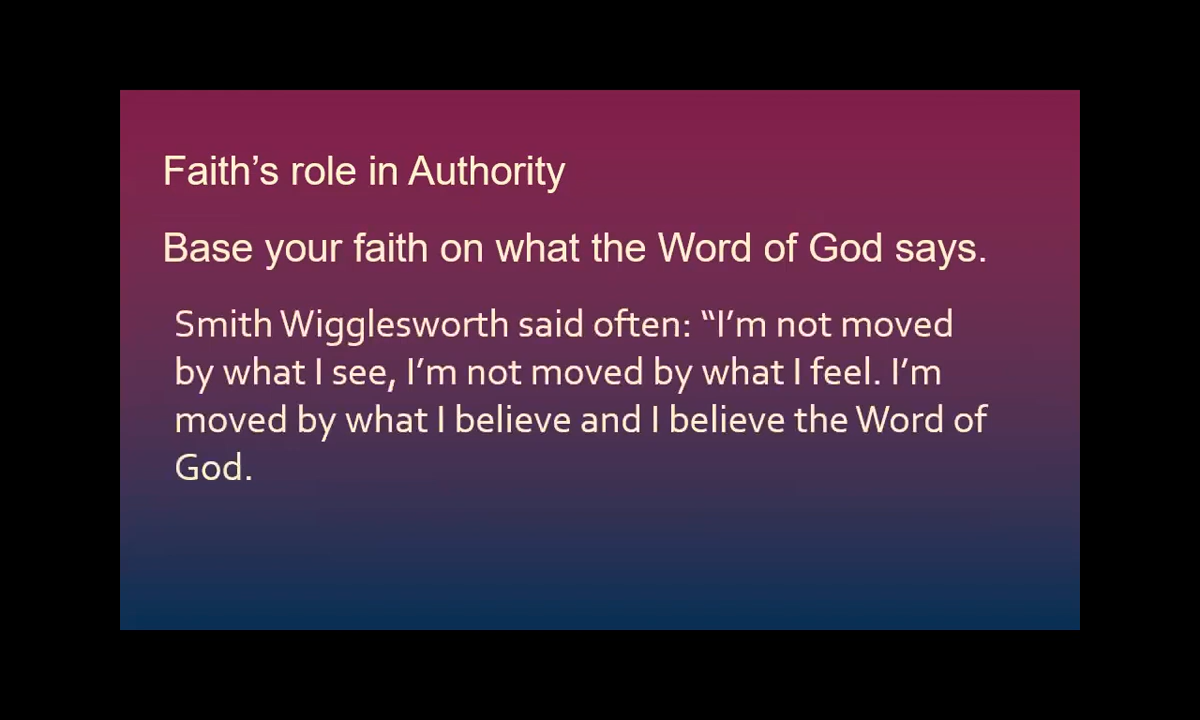 Faith’s role in Authority
Base your faith on what the Word of God says.
Smith Wigglesworth said often: “I’m not moved
by what I see, I’m not moved by what I feel. I’m
moved by what I believe and I believe the Word of
God.